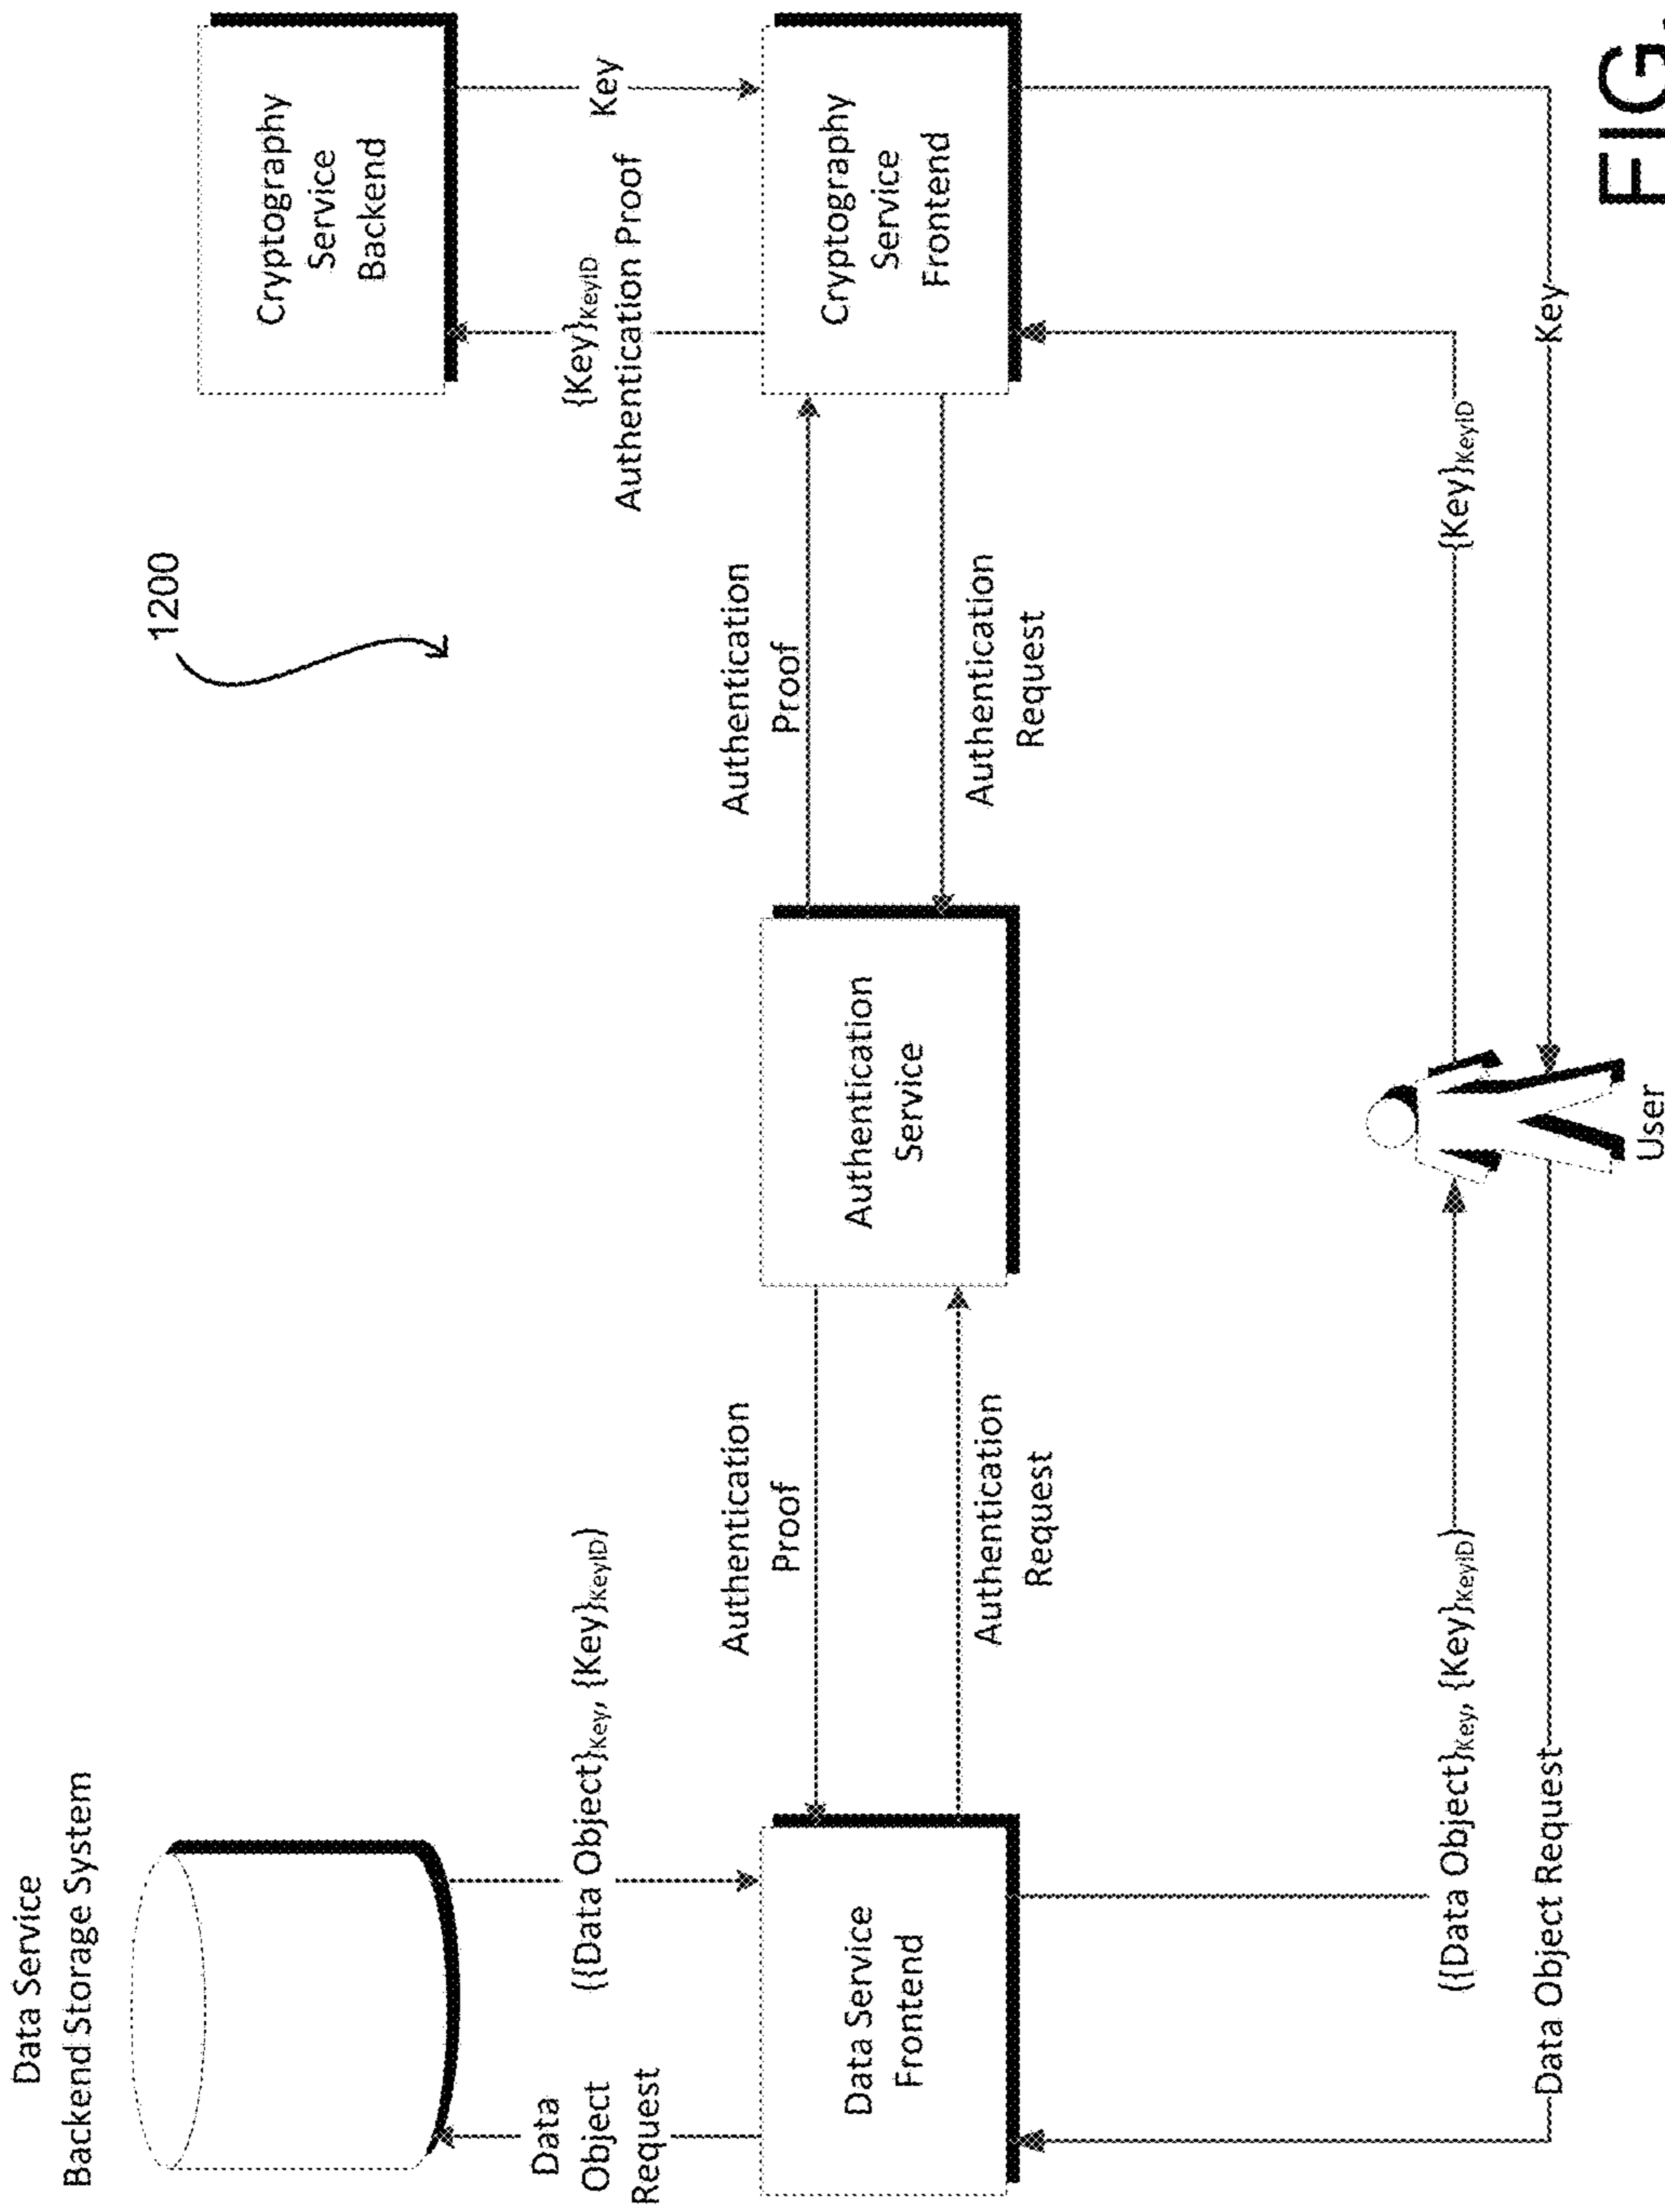 Data Service
Backend Storage System
1200
Cryptography
Service
Backend
Data
Object
Request
{{Data Object}Key, {Key}KeyID}
{Key}KeyID
Authentication Proof
Key
Data Service
Frontend
Authentication
Proof
Authentication
Request
Authentication
Service
Authentication
Proof
Authentication
Request
Cryptography
Service
Frontend
{{Data Object}Key, {Key}KeyID}
{Key}KeyID
Data Object Request
Key
User
FIG.